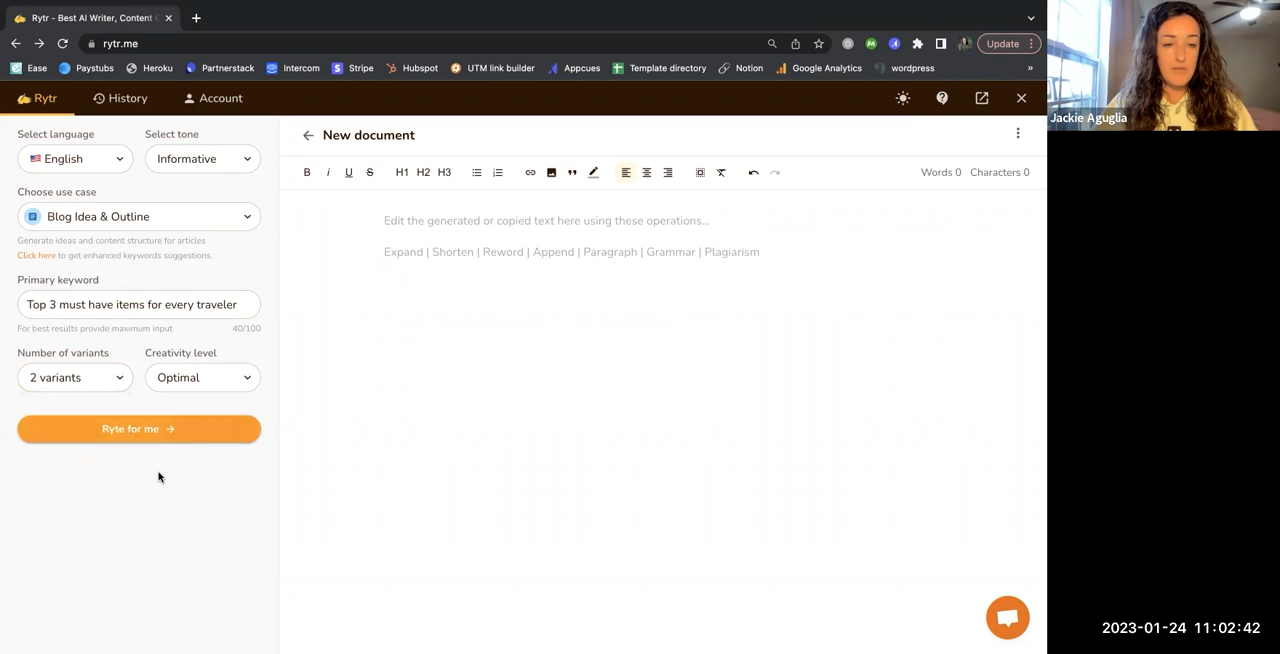 Rytr - Best AI Writer, Content
rytr.me
Update
Ease Paystubs Heroku Partnerstack Intercom Stripe Hubspot UTM link builder Appcues Template directory Notion Google Analytics wordpress »
Rytr History Account
Jackie Aguglia
Select language Select tone
English Informative
Choose use case
Blog Idea & Outline
Generate ideas and content structure for articles
Click here to get enhanced keywords suggestions.
Primary keyword
Top 3 must have items for every traveler
For best results provide maximum input 40/100
Number of variants Creativity level
2 variants Optimal
Ryte for me →
New document
B i U S H1 H2 H3 Words 0 Characters 0
Edit the generated or copied text here using these operations...
Expand | Shorten | Reword | Append | Paragraph | Grammar | Plagiarism
2023-01-24 11:02:42